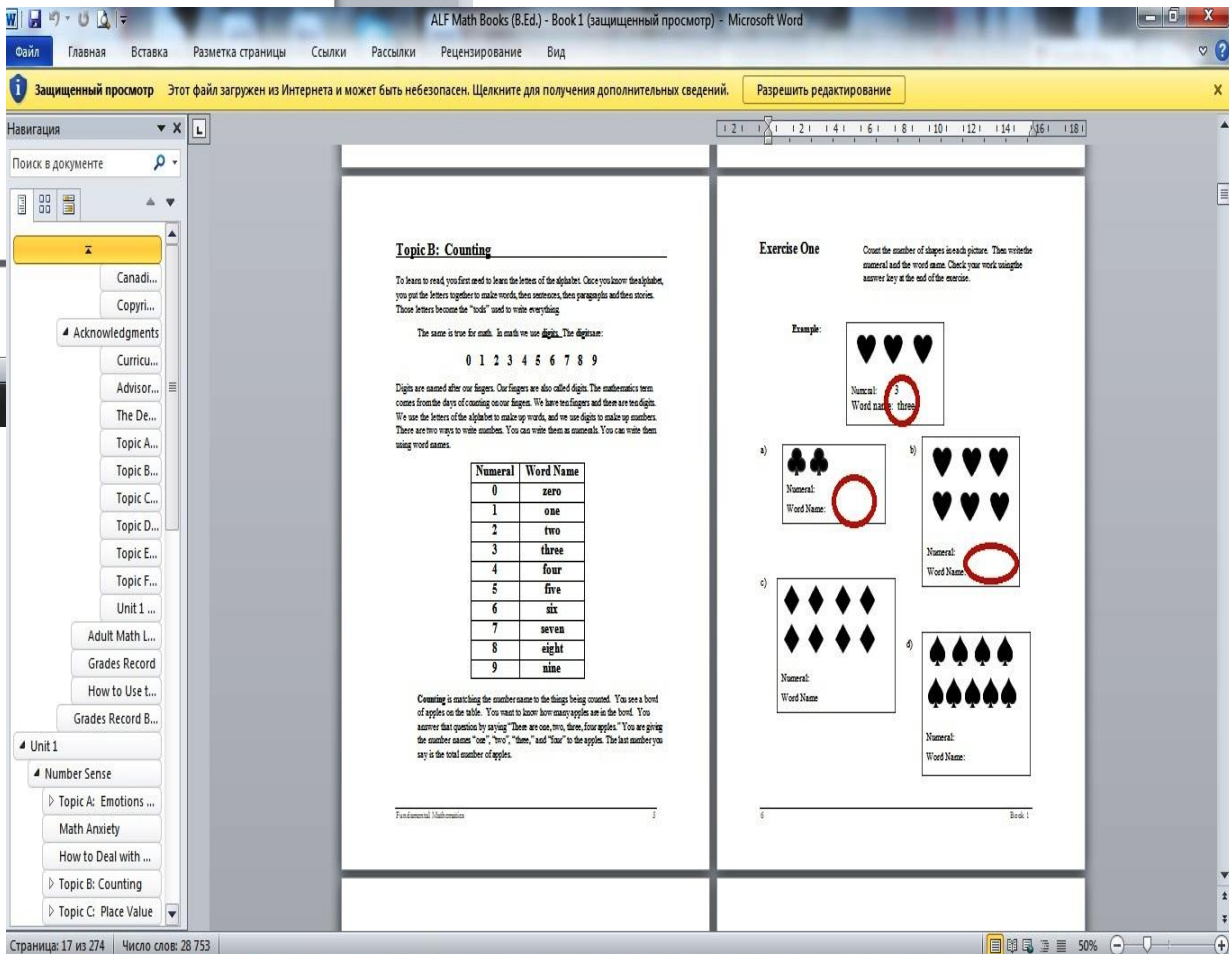 ALF Math Books (B.Ed.) - Book 1 (защищенный просмотр) - Microsoft Word
Файл Главная Вставка Разметка страницы Ссылки Рассылки Рецензирование Вид
Защищенный просмотр Этот файл загружен из Интернета и может быть небезопасен. Щелкните для получения дополнительных сведений. Разрешить редактирование
Навигация
Поиск в документе
Canadi...
Copyri...
Acknowledgments
Curricu...
Advisor...
The De...
Topic A...
Topic B...
Topic C...
Topic D...
Topic E...
Topic F...
Unit 1 ...
Adult Math L...
Grades Record
How to Use t...
Grades Record B...
Unit 1
Number Sense
Topic A: Emotions ...
Math Anxiety
How to Deal with ...
Topic B: Counting
Topic C: Place Value
2 1 2 4 6 8 10 12 14 16 18
Topic B: Counting
To learn to read, you first need to learn the letters of the alphabet. Once you know the alphabet,
you put the letters together to make words, then sentences, then paragraphs and then stories.
Those letters become the “tools” used to write everything.
The same is true for math. In math we use digits. The digits are:
0 1 2 3 4 5 6 7 8 9
Digits are named after our fingers. Our fingers are also called digits. The mathematics term
comes from the days of counting on our fingers. We have ten fingers and there are ten digits.
We use the letters of the alphabet to make up words, and we use digits to make up numbers.
There are two ways to write numbers. You can write them as numerals. You can write them
using word names.
Numeral Word Name
0 zero
1 one
2 two
3 three
4 four
5 five
6 six
7 seven
8 eight
9 nine
Counting is matching the number name to the things being counted. You see a bowl
of apples on the table. You want to know how many apples are in the bowl. You
answer that question by saying “There are one, two, three, four apples.” You are giving
the number names “one”, “two”, “three,” and “four” to the apples. The last number you
say is the total number of apples.
Fundamental Mathematics 5
Exercise One
Count the number of shapes in each picture. Then write the
numeral and the word name. Check your work using the
answer key at the end of the exercise.
Example:
Numeral: 3
Word name: three
a)
Numeral:
Word Name:
b)
Numeral:
Word Name:
c)
Numeral:
Word Name
d)
Numeral:
Word Name:
6 Book 1
Страница: 17 из 274 Число слов: 28 753 50%